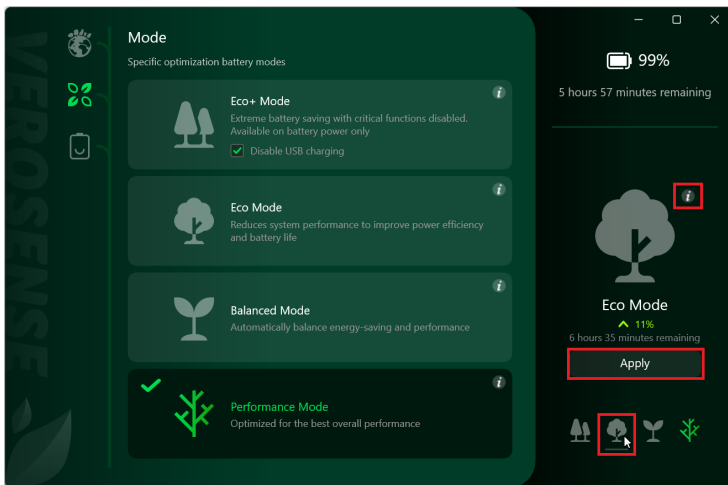 VEROSENSE
Mode
Specific optimization battery modes
Eco+ Mode
Extreme battery saving with critical functions disabled.
Available on battery power only
Disable USB charging
Eco Mode
Reduces system performance to improve power efficiency
and battery life
Balanced Mode
Automatically balance energy-saving and performance
Performance Mode
Optimized for the best overall performance
99%
5 hours 57 minutes remaining
Eco Mode
11%
6 hours 35 minutes remaining
Apply